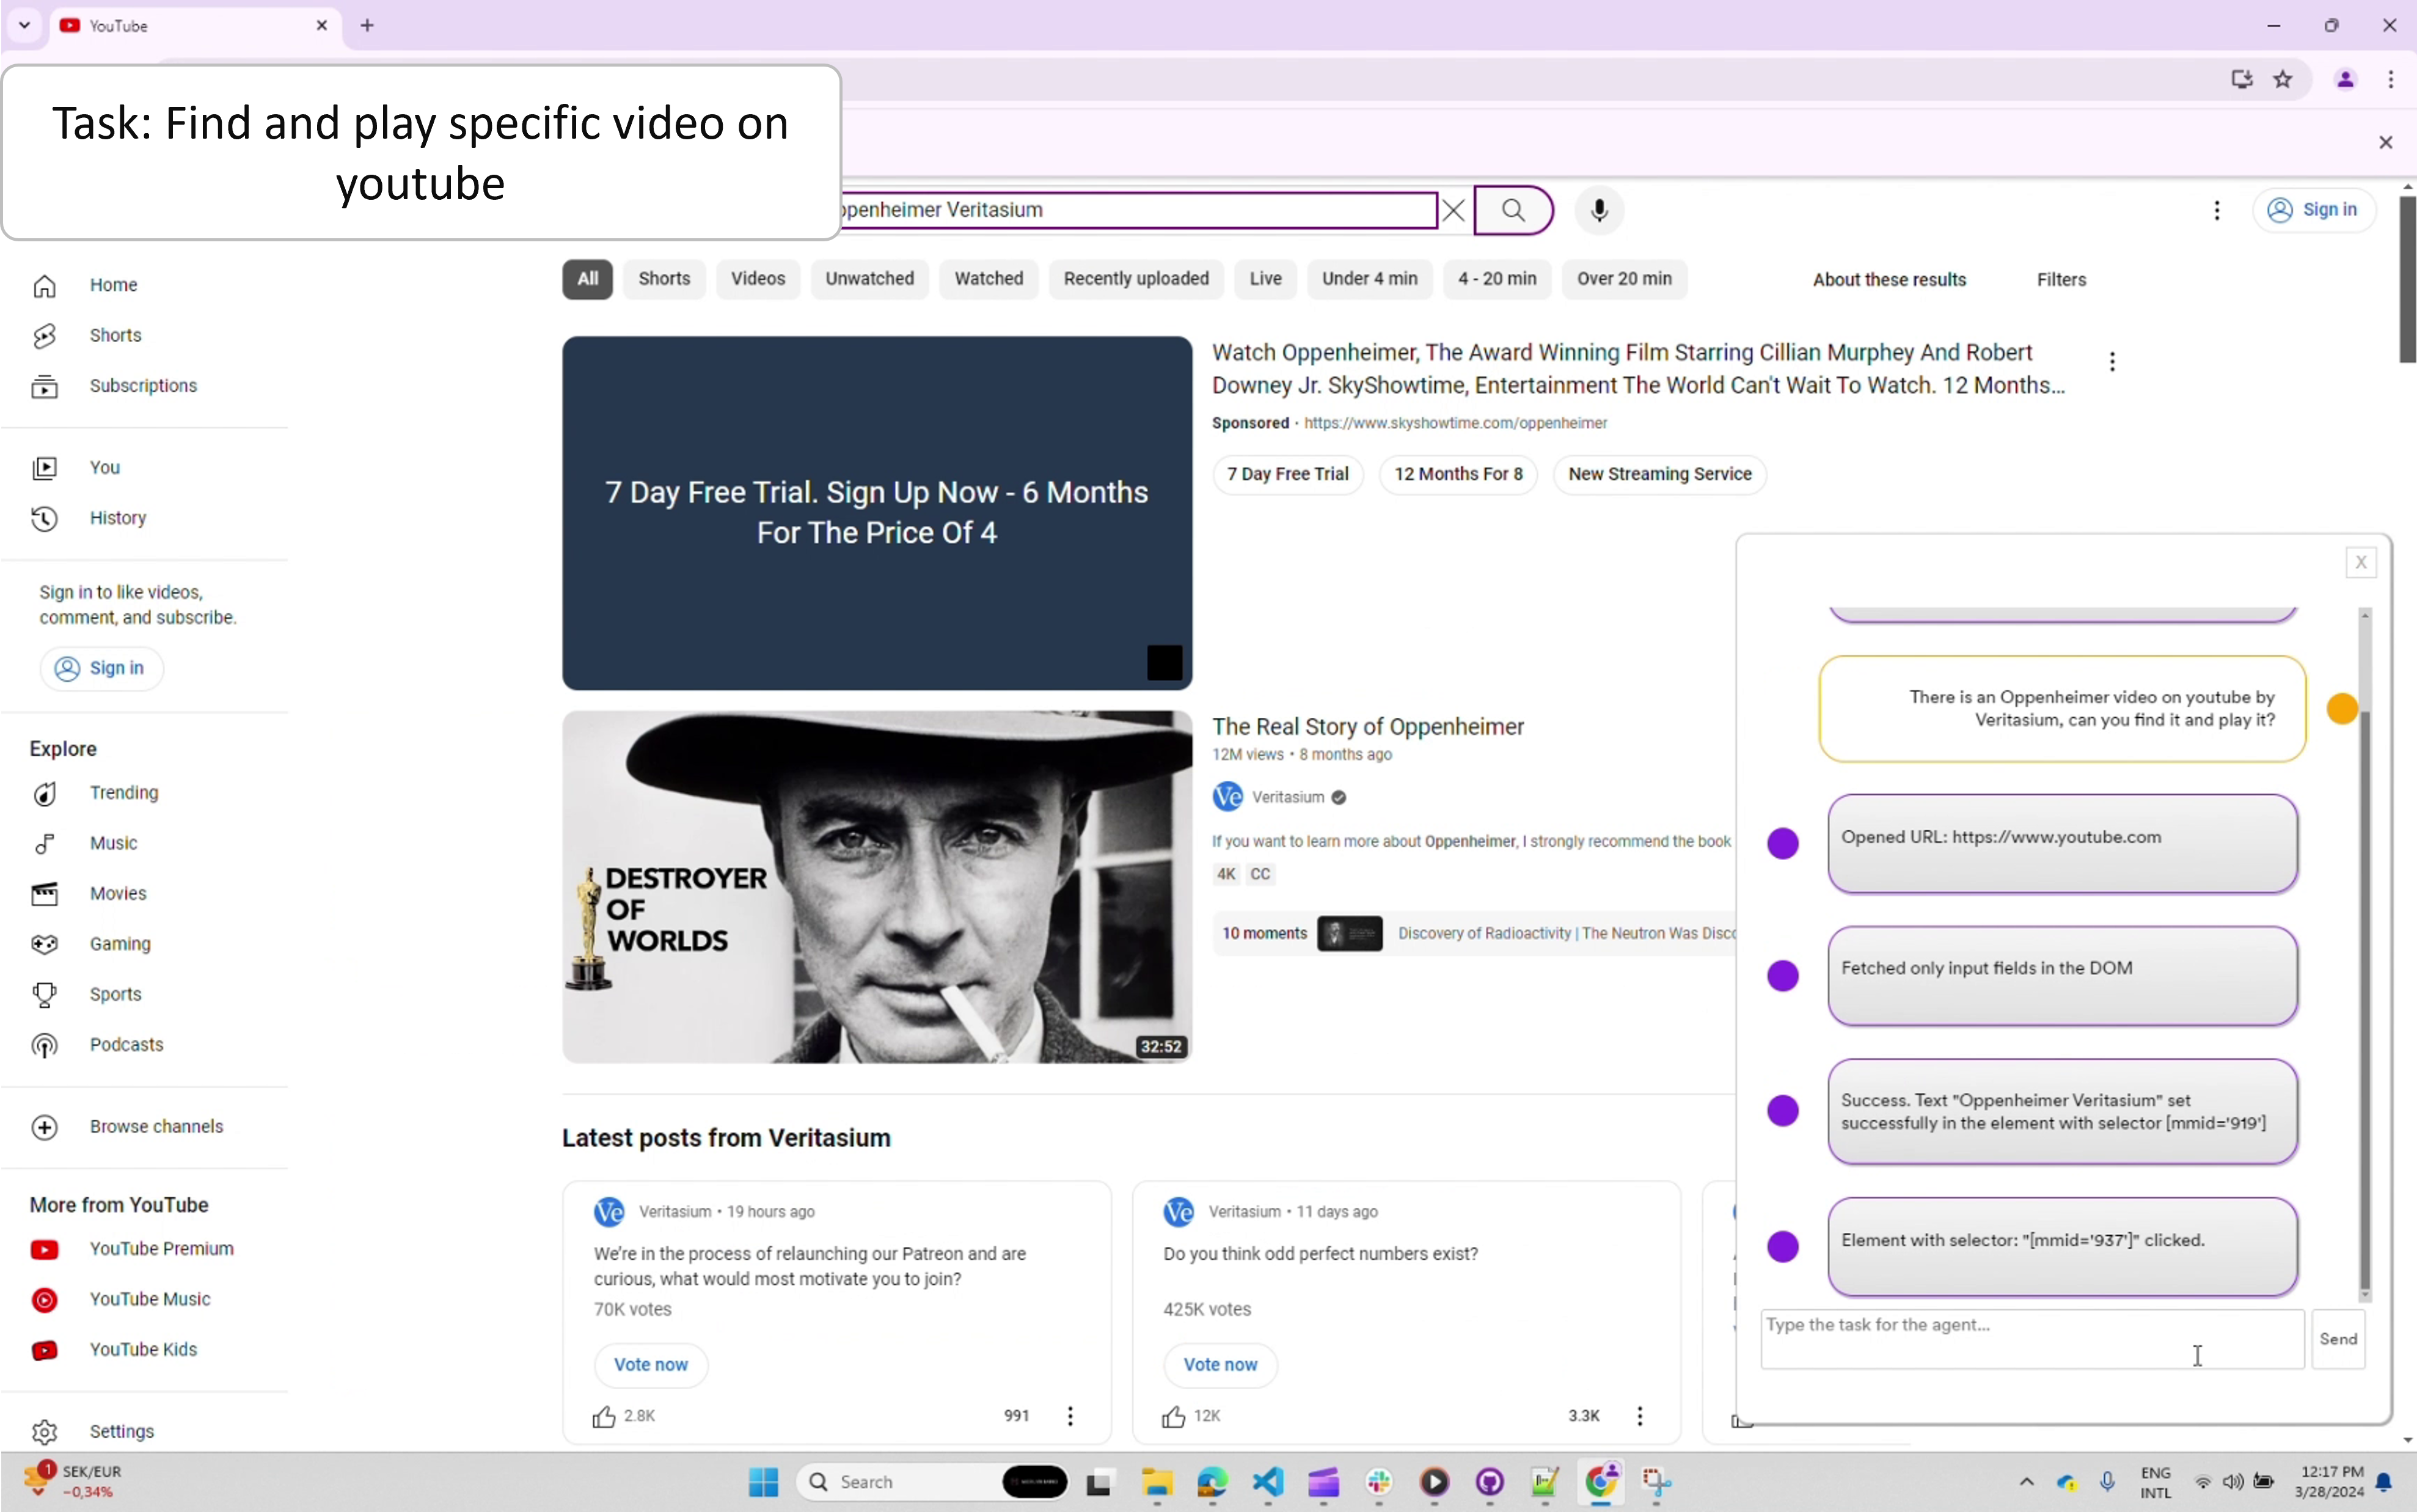 YouTube
Task: Find and play specific video on
youtube
ppenheimer Veritasium
Sign in
Home
Shorts
Subscriptions
You
History
Sign in to like videos,
comment, and subscribe.
Sign in
Explore
Trending
Music
Movies
Gaming
Sports
Podcasts
Browse channels
More from YouTube
YouTube Premium
YouTube Music
YouTube Kids
Settings
All
Shorts
Videos
Unwatched
Watched
Recently uploaded
Live
Under 4 min
4 - 20 min
Over 20 min
About these results
Filters
7 Day Free Trial. Sign Up Now - 6 Months
For The Price Of 4
Watch Oppenheimer, The Award Winning Film Starring Cillian Murphey And Robert
Downey Jr. SkyShowtime, Entertainment The World Can't Wait To Watch. 12 Months...
Sponsored · https://www.skyshowtime.com/oppenheimer
7 Day Free Trial
12 Months For 8
New Streaming Service
DESTROYER
OF
WORLDS
32:52
The Real Story of Oppenheimer
12M views • 8 months ago
Ve
Veritasium
If you want to learn more about Oppenheimer, I strongly recommend the book
4K
CC
10 moments
Discovery of Radioactivity | The Neutron Was Disco
Latest posts from Veritasium
Ve
Veritasium • 19 hours ago
We're in the process of relaunching our Patreon and are
curious, what would most motivate you to join?
70K votes
Vote now
2.8K
991
Ve
Veritasium • 11 days ago
Do you think odd perfect numbers exist?
425K votes
Vote now
12K
3.3K
X
There is an Oppenheimer video on youtube by
Veritasium, can you find it and play it?
Opened URL: https://www.youtube.com
Fetched only input fields in the DOM
Success. Text "Oppenheimer Veritasium" set
successfully in the element with selector [mmid='919']
Element with selector: "[mmid='937']" clicked.
Type the task for the agent...
Send
1
SEK/EUR
−0,34%
Search
ENG
INTL
12:17 PM
3/28/2024